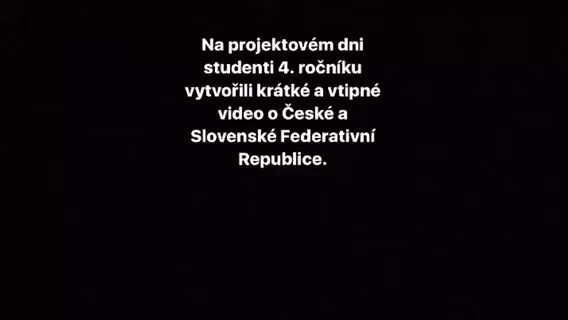 Na projektovém dni
studenti 4. ročníku
vytvořili krátké a vtipné
video o České a
Slovenské Federativní
Republice.